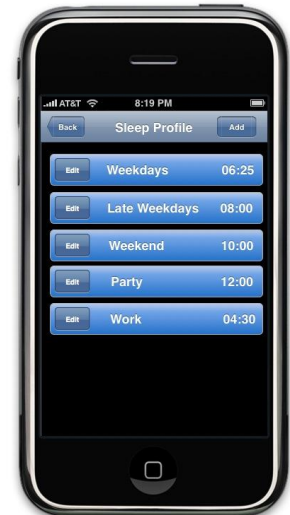 AT&T 8:19 PM
Back Sleep Profile Add
Edit Weekdays 06:25
Edit Late Weekdays 08:00
Edit Weekend 10:00
Edit Party 12:00
Edit Work 04:30